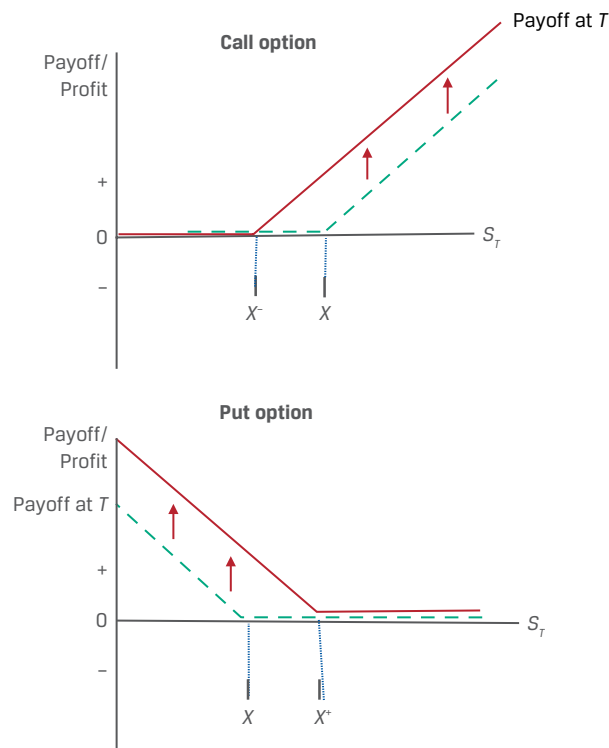 Call option
Payoff at T
Payoff/
Profit
+
0
S_T
–
X⁻
X
Put option
Payoff/
Profit
Payoff at T
+
0
S_T
–
X
X⁺